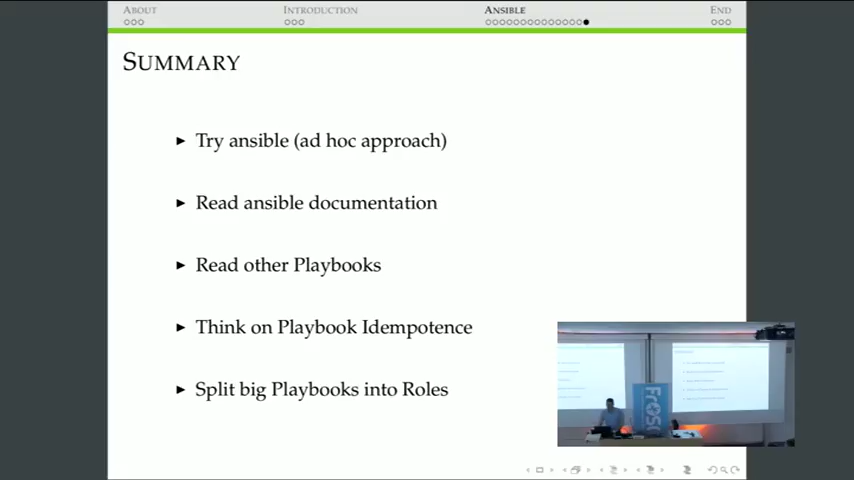 ABOUT
INTRODUCTION
ANSIBLE
END
SUMMARY
Try ansible (ad hoc approach)
Read ansible documentation
Read other Playbooks
Think on Playbook Idempotence
Split big Playbooks into Roles